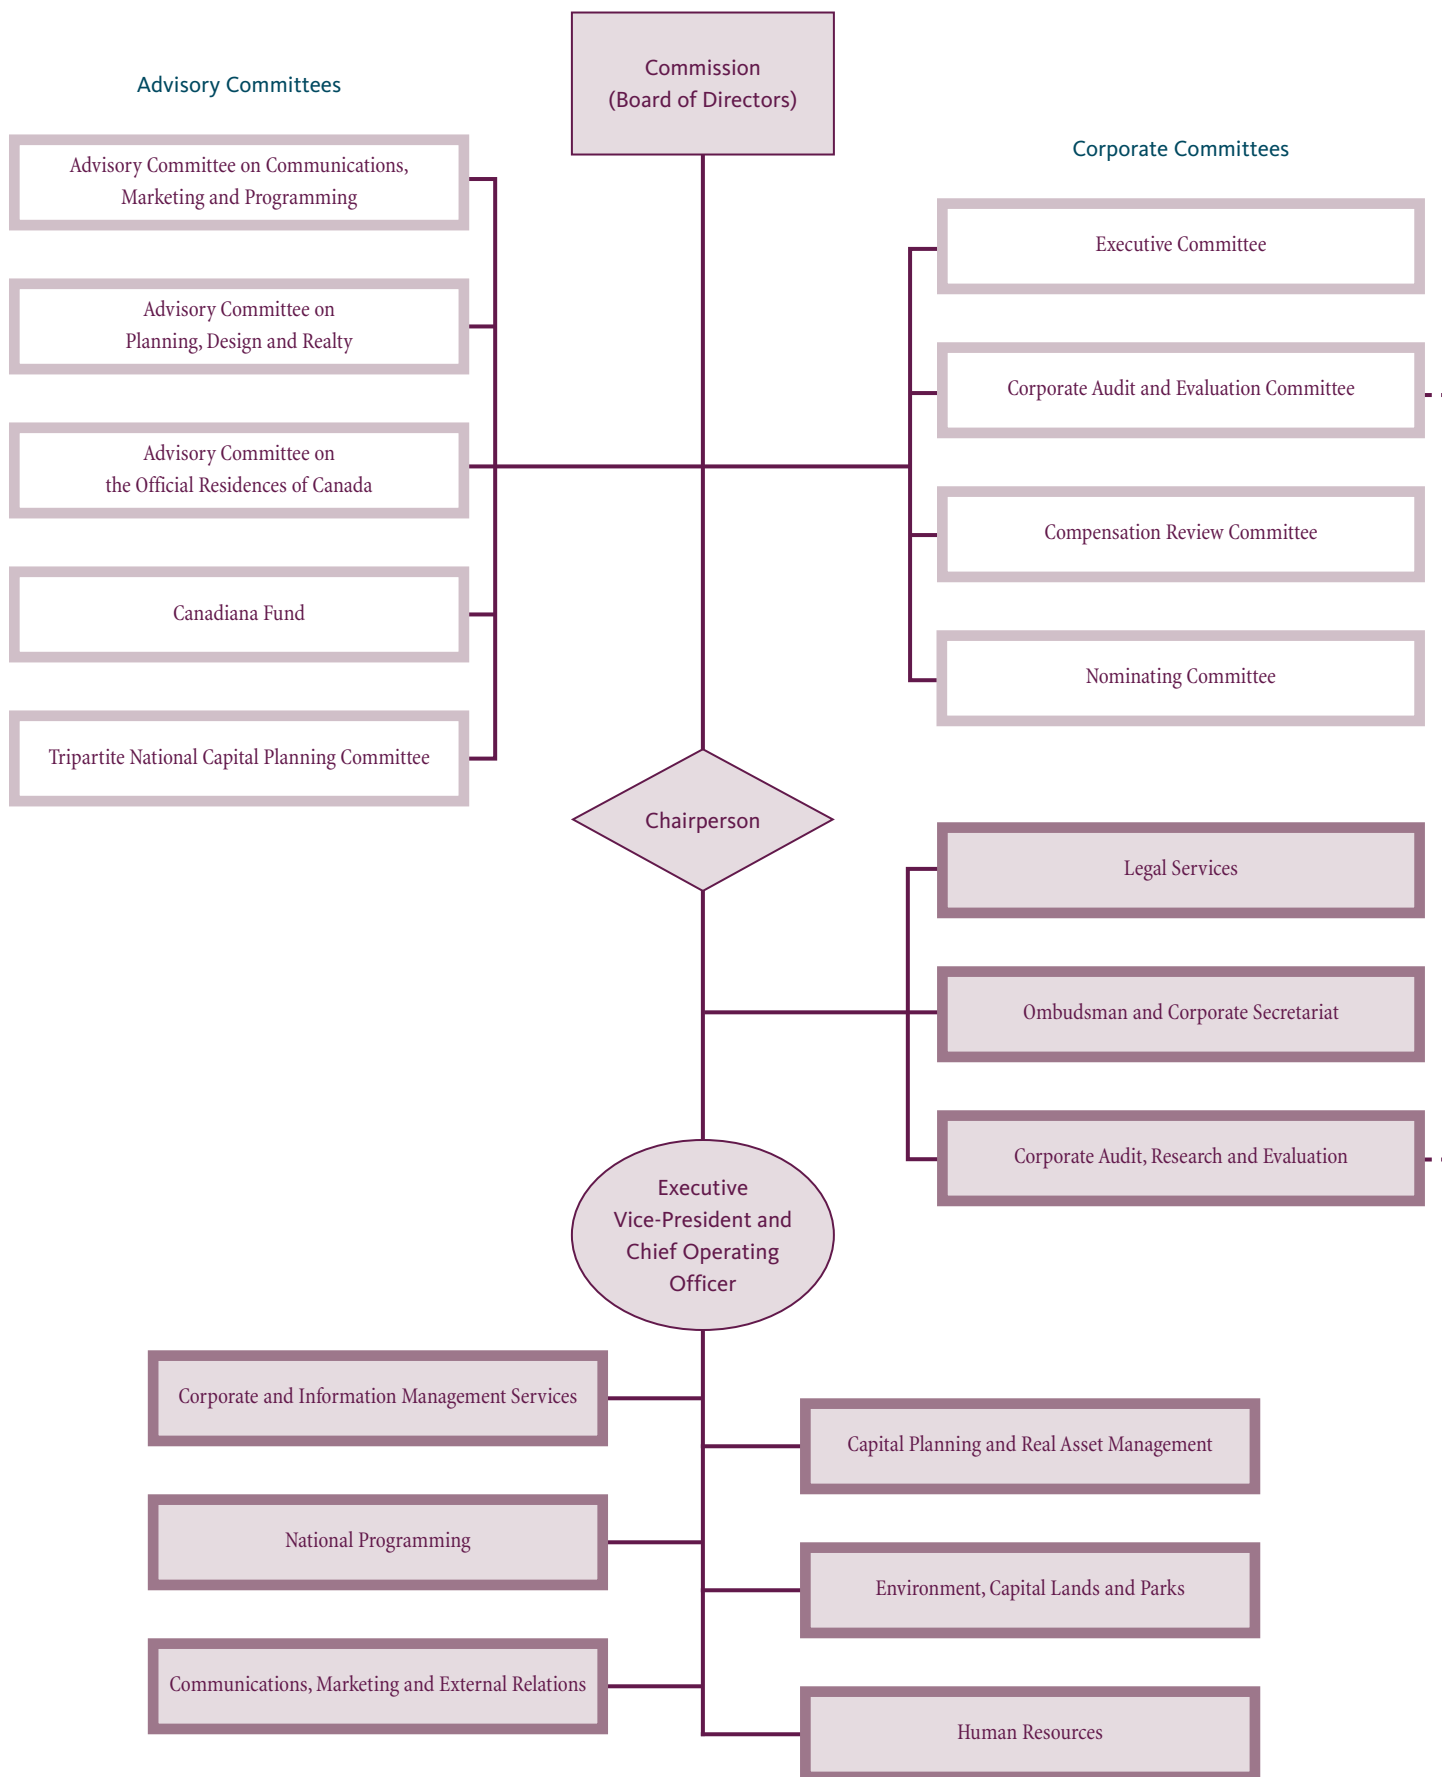 Commission
(Board of Directors)
Advisory Committees
Advisory Committee on Communications,
Marketing and Programming
Advisory Committee on
Planning, Design and Realty
Advisory Committee on
the Official Residences of Canada
Canadiana Fund
Tripartite National Capital Planning Committee
Corporate Committees
Executive Committee
Corporate Audit and Evaluation Committee
Compensation Review Committee
Nominating Committee
Chairperson
Legal Services
Ombudsman and Corporate Secretariat
Corporate Audit, Research and Evaluation
Executive
Vice-President and
Chief Operating
Officer
Corporate and Information Management Services
Capital Planning and Real Asset Management
National Programming
Environment, Capital Lands and Parks
Communications, Marketing and External Relations
Human Resources